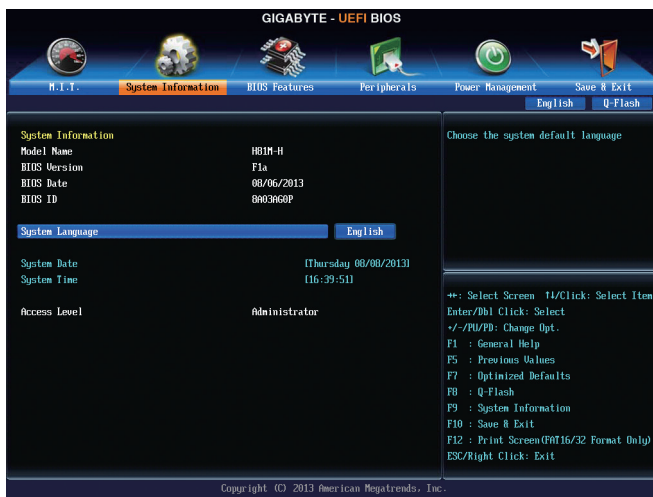 GIGABYTE - UEFI BIOS
M.I.T. System Information BIOS Features Peripherals Power Management Save & Exit
English Q-Flash
System Information
Model Name H81M-H
BIOS Version F1a
BIOS Date 08/06/2013
BIOS ID 8A03AG0P
System Language English
System Date [Thursday 08/08/2013]
System Time [16:39:51]
Access Level Administrator
Choose the system default language
→←: Select Screen ↑↓/Click: Select Item
Enter/Dbl Click: Select
+/-/PU/PD: Change Opt.
F1 : General Help
F5 : Previous Values
F7 : Optimized Defaults
F8 : Q-Flash
F9 : System Information
F10 : Save & Exit
F12 : Print Screen(FAT16/32 Format Only)
ESC/Right Click: Exit
Copyright (C) 2013 American Megatrends, Inc.